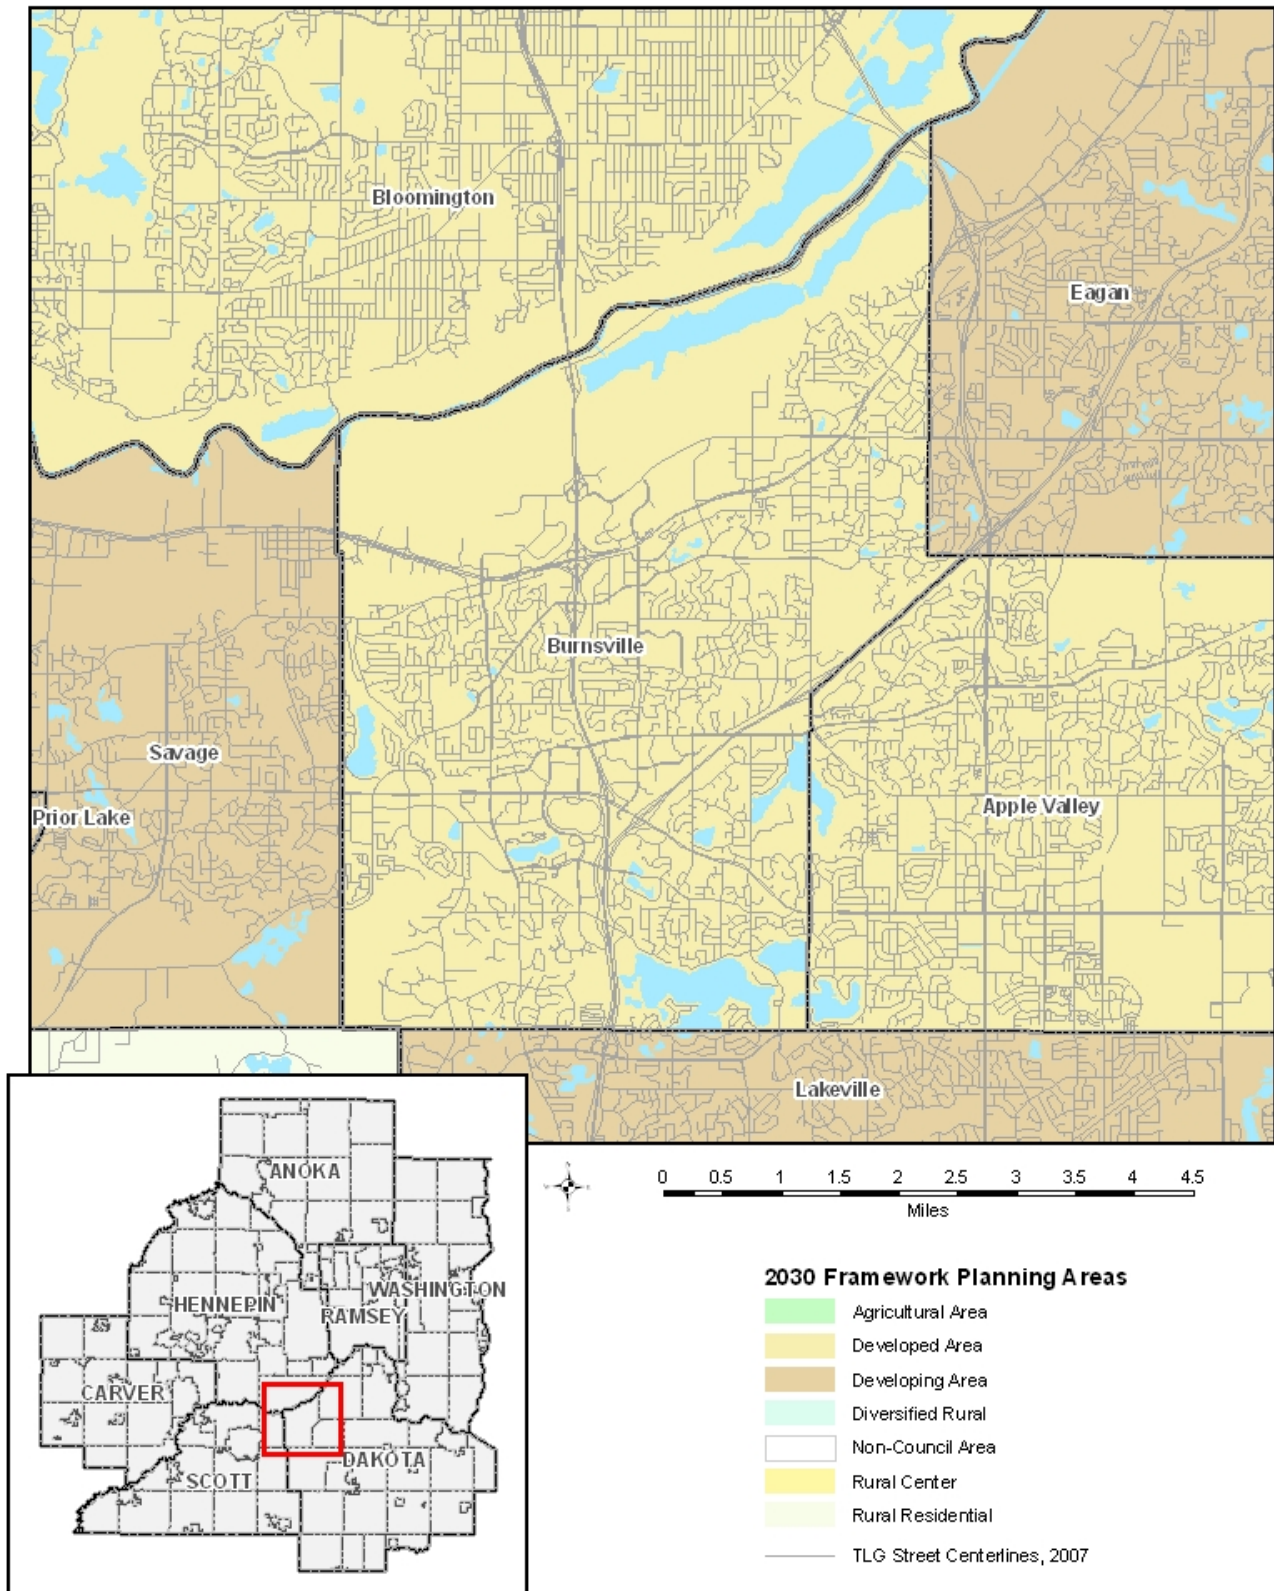 Bloomington
Eagan
Burnsville
Savage
Prior Lake
Apple Valley
Lakeville
ANOKA
WASHINGTON
HENNEPIN
RAMSEY
CARVER
DAKOTA
SCOTT
0 0.5 1 1.5 2 2.5 3 3.5 4 4.5
Miles
2030 Framework Planning Areas
Agricultural Area
Developed Area
Developing Area
Diversified Rural
Non-Council Area
Rural Center
Rural Residential
TLG Street Centerlines, 2007